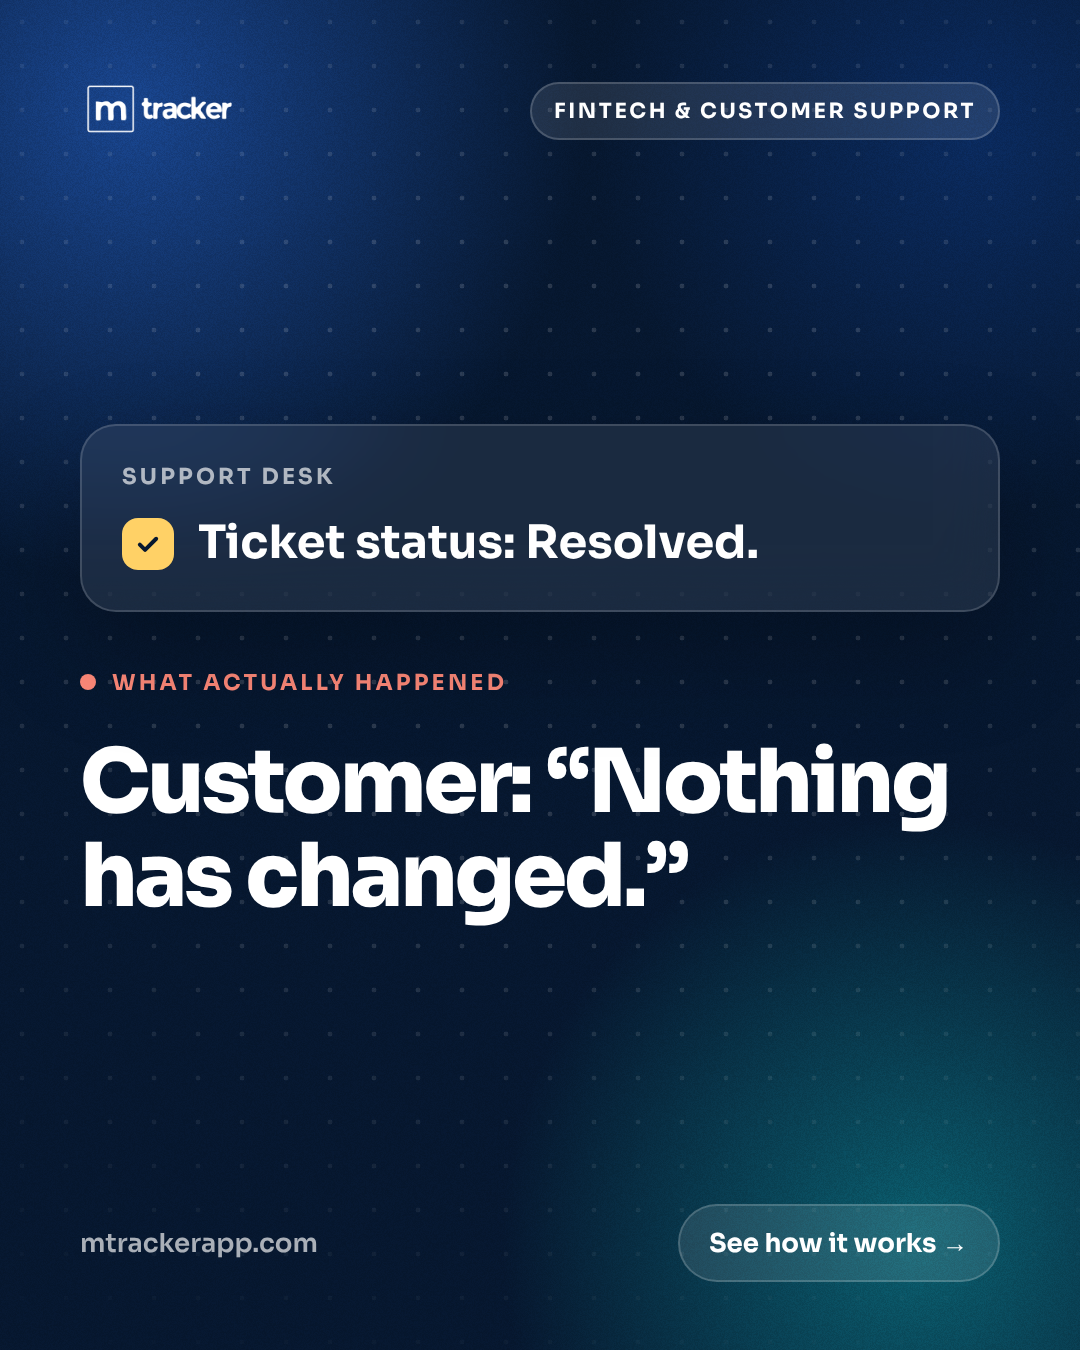 m tracker
FINTECH & CUSTOMER SUPPORT
SUPPORT DESK
Ticket status: Resolved.
WHAT ACTUALLY HAPPENED
Customer: “Nothing
has changed.”
mtrackerapp.com
See how it works →